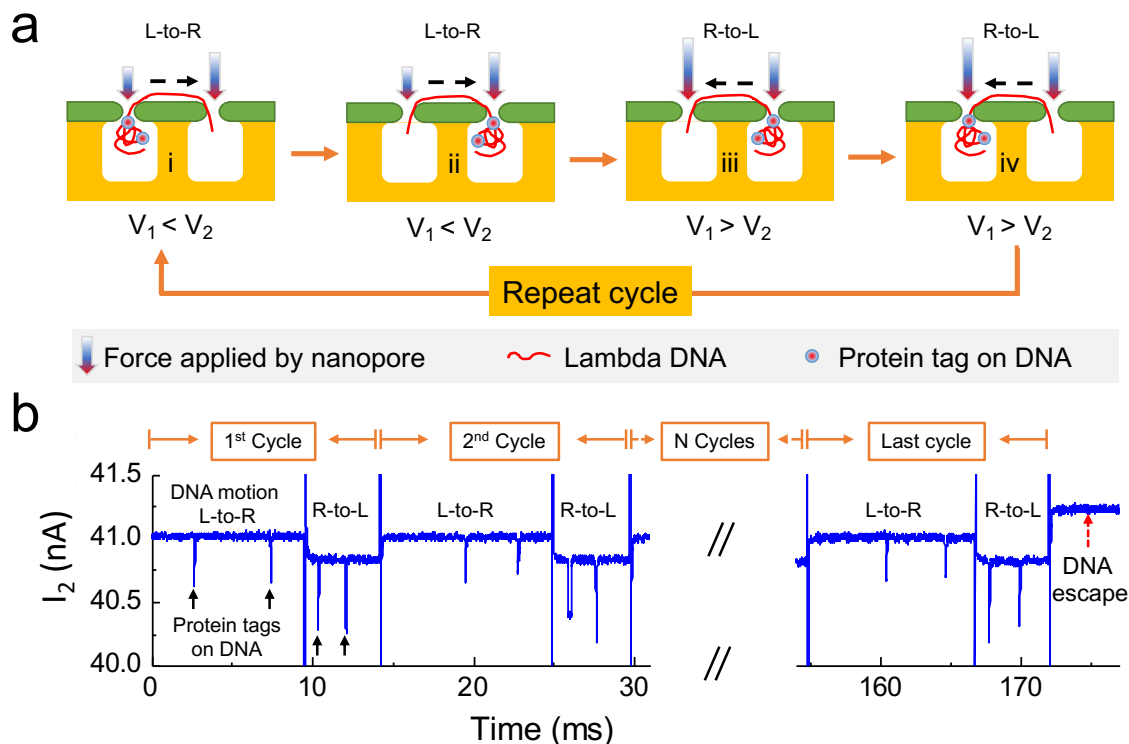 a
L-to-R L-to-R R-to-L R-to-L
i ii iii iv
V1 < V2 V1 < V2 V1 > V2 V1 > V2
Repeat cycle
Force applied by nanopore Lambda DNA Protein tag on DNA
b
1st Cycle 2nd Cycle N Cycles Last cycle
41.5
41.0
40.5
40.0
I2 (nA)
DNA motion
L-to-R
R-to-L
L-to-R
R-to-L
L-to-R
R-to-L
Protein tags
on DNA
//
//
DNA
escape
0 10 20 30 160 170
Time (ms)